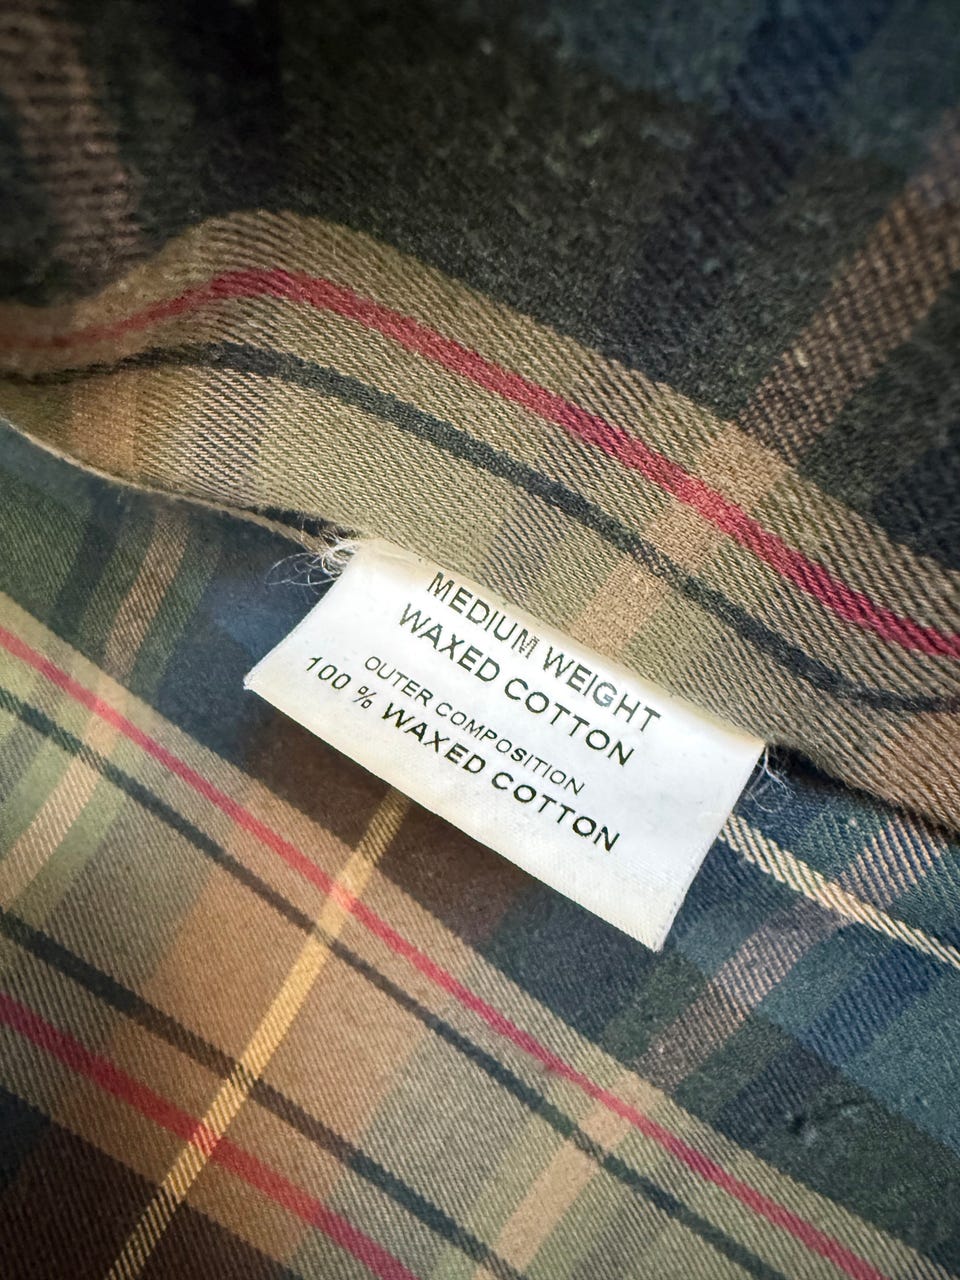 MEDIUM WEIGHT
WAXED COTTON
OUTER COMPOSITION
100 % WAXED COTTON